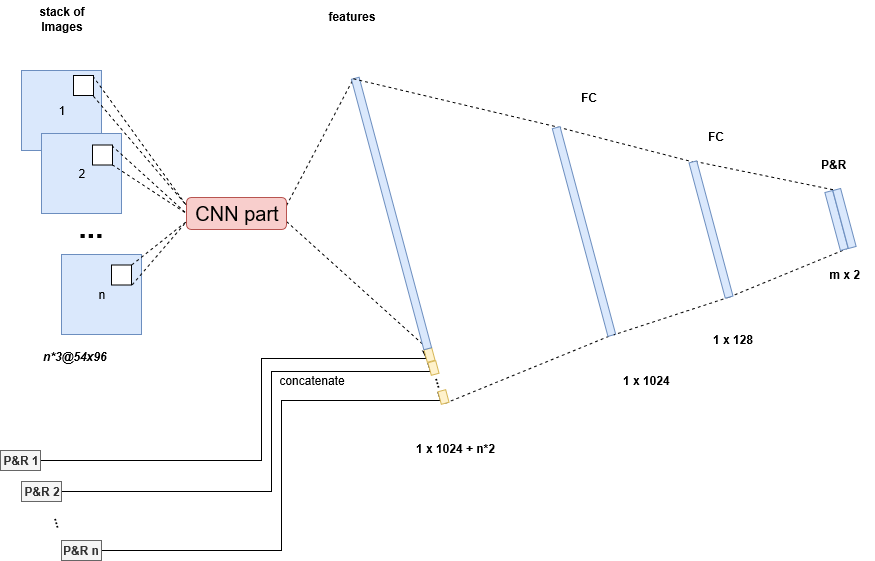 stack of
Images
features
FC
FC
P&R
1
2
...
n
CNN part
n*3@54x96
concatenate
m x 2
1 x 128
1 x 1024
1 x 1024 + n*2
P&R 1
P&R 2
...
P&R n